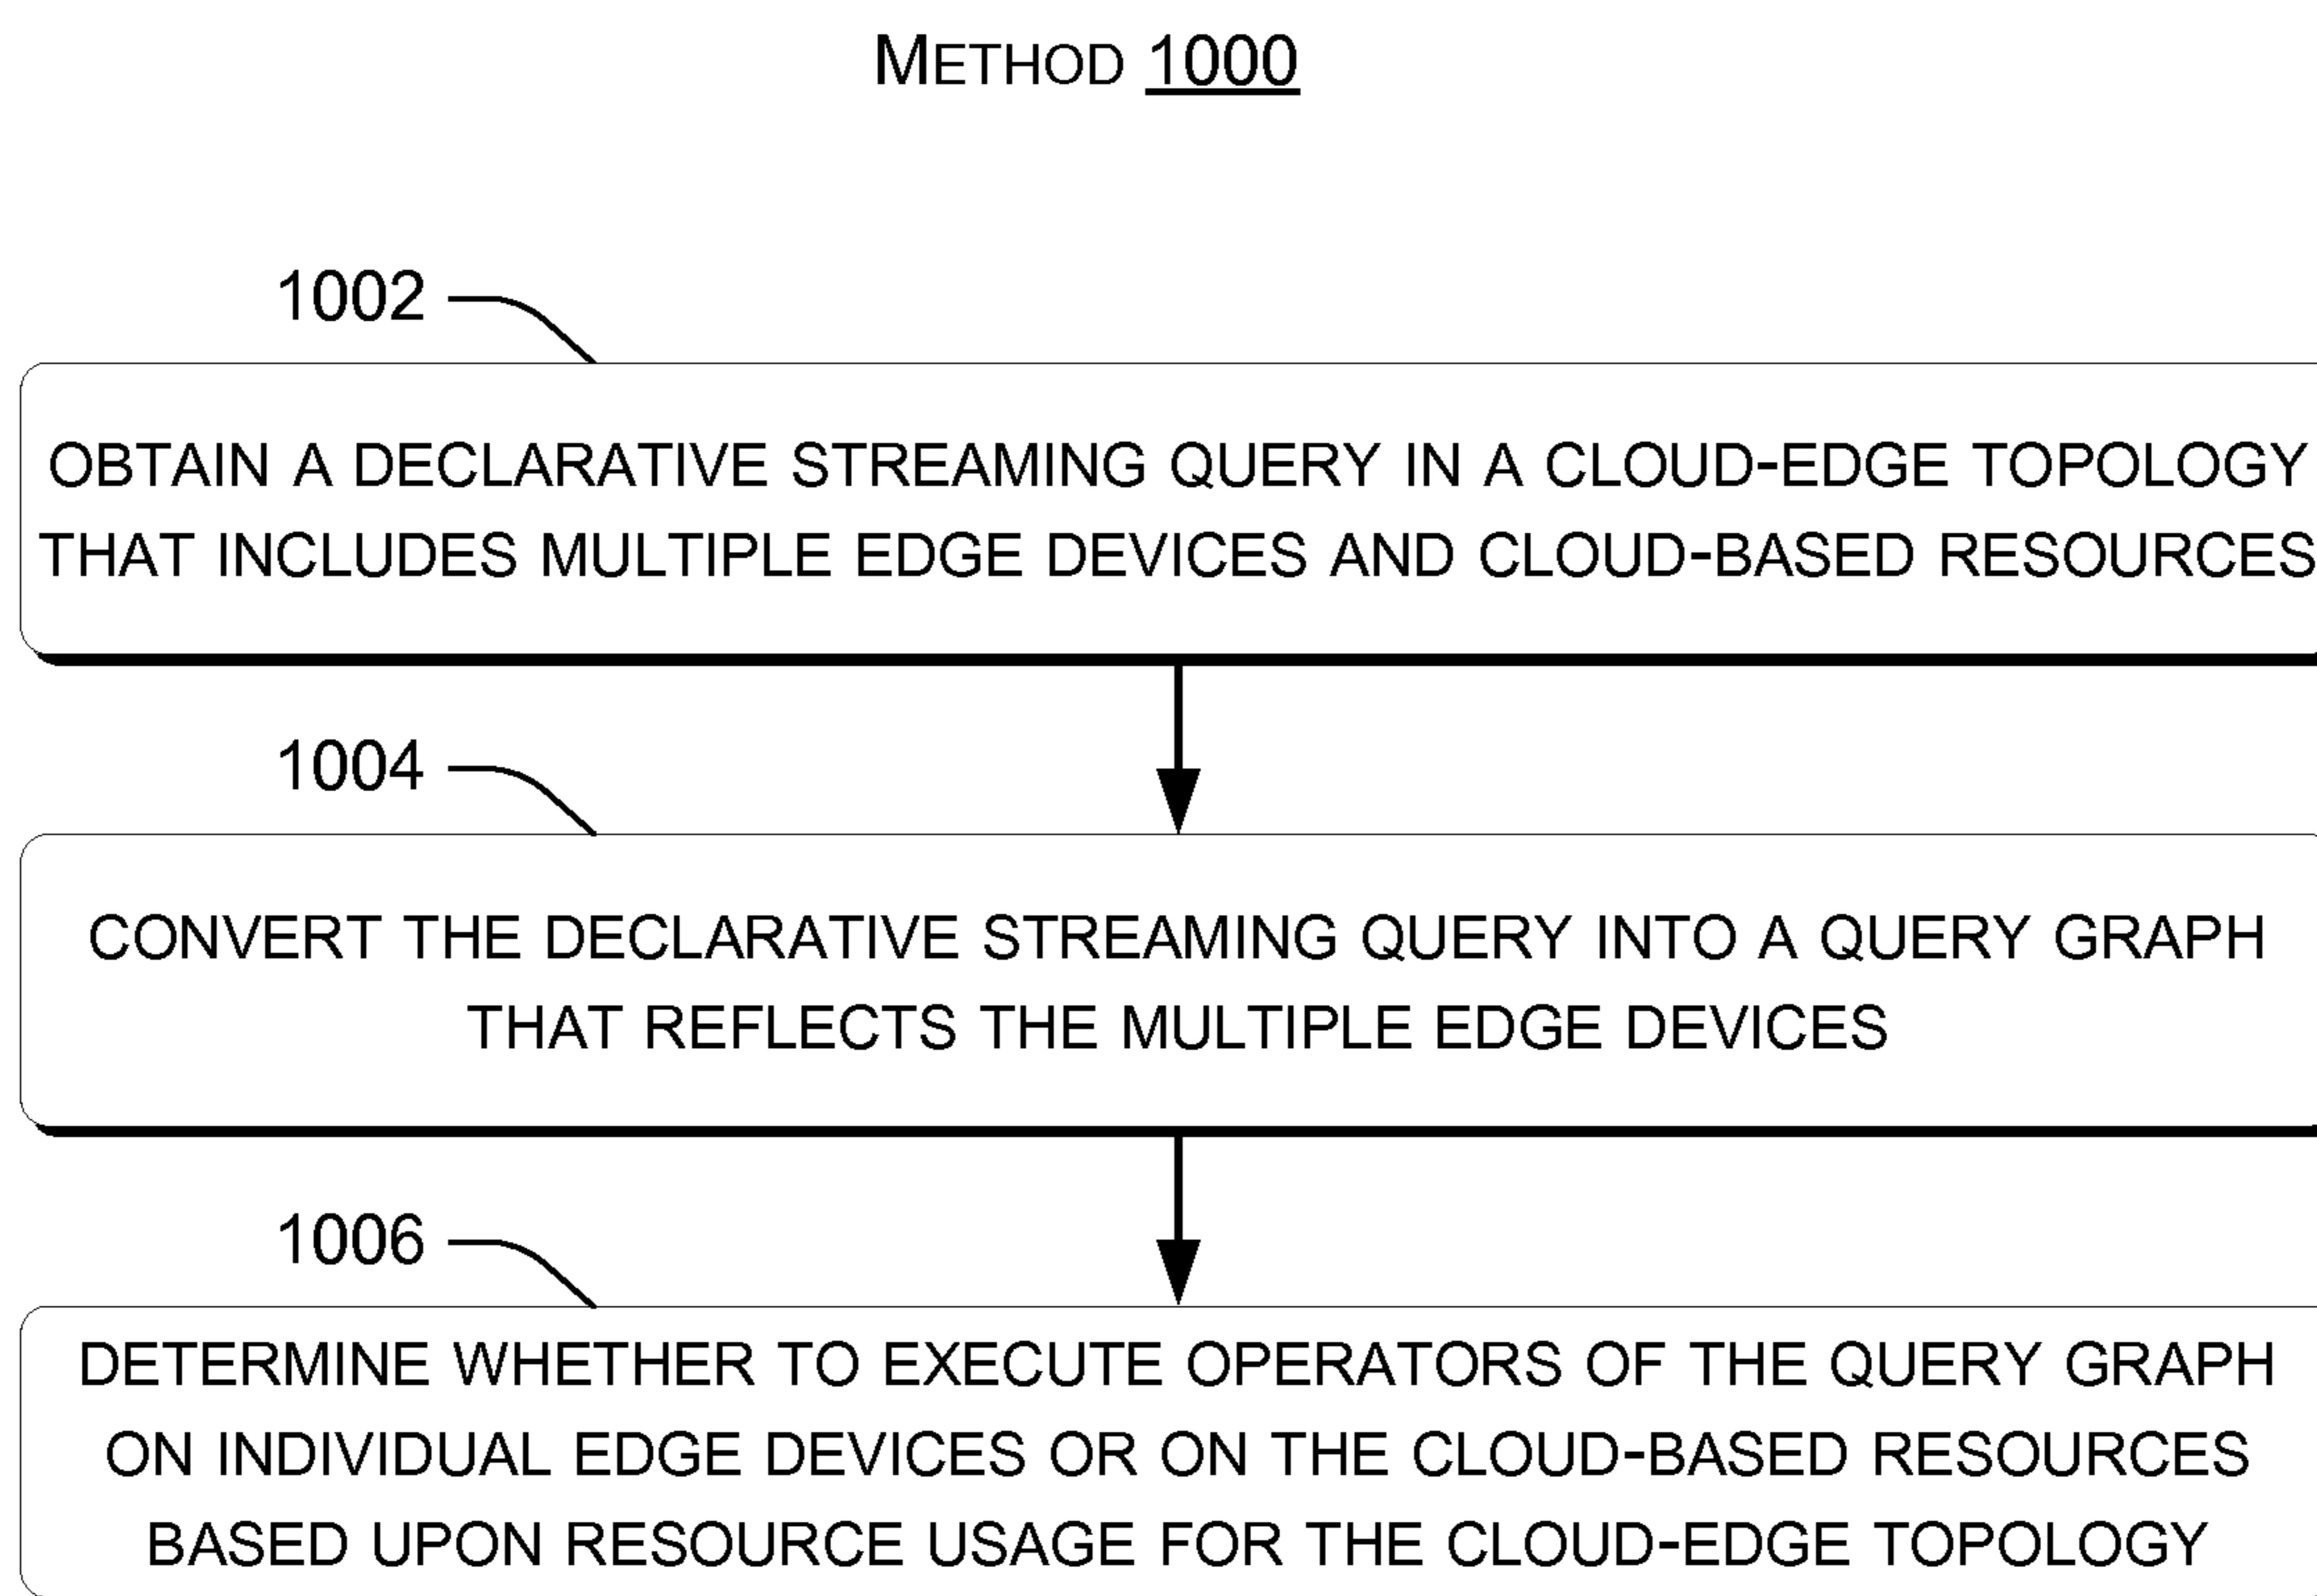 METHOD 1000
1002
OBTAIN A DECLARATIVE STREAMING QUERY IN A CLOUD-EDGE TOPOLOGY
THAT INCLUDES MULTIPLE EDGE DEVICES AND CLOUD-BASED RESOURCES
1004
CONVERT THE DECLARATIVE STREAMING QUERY INTO A QUERY GRAPH
THAT REFLECTS THE MULTIPLE EDGE DEVICES
1006
DETERMINE WHETHER TO EXECUTE OPERATORS OF THE QUERY GRAPH
ON INDIVIDUAL EDGE DEVICES OR ON THE CLOUD-BASED RESOURCES
BASED UPON RESOURCE USAGE FOR THE CLOUD-EDGE TOPOLOGY